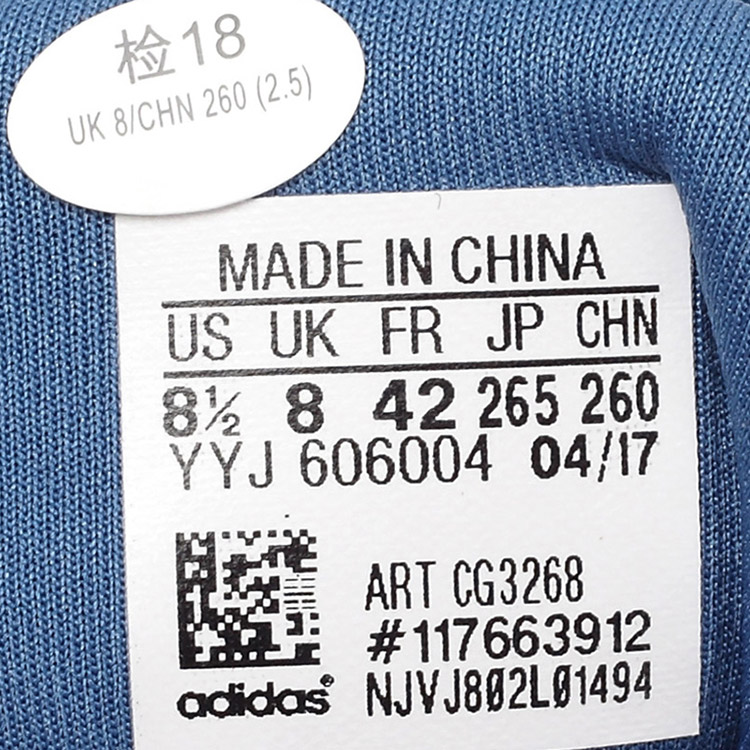 检18
UK 8/CHN 260 (2.5)
MADE IN CHINA
US UK FR JP CHN
8½ 8 42 265 260
YYJ 606004 04/17
ART CG3268
#117663912
adidas® NJVJ802L01494